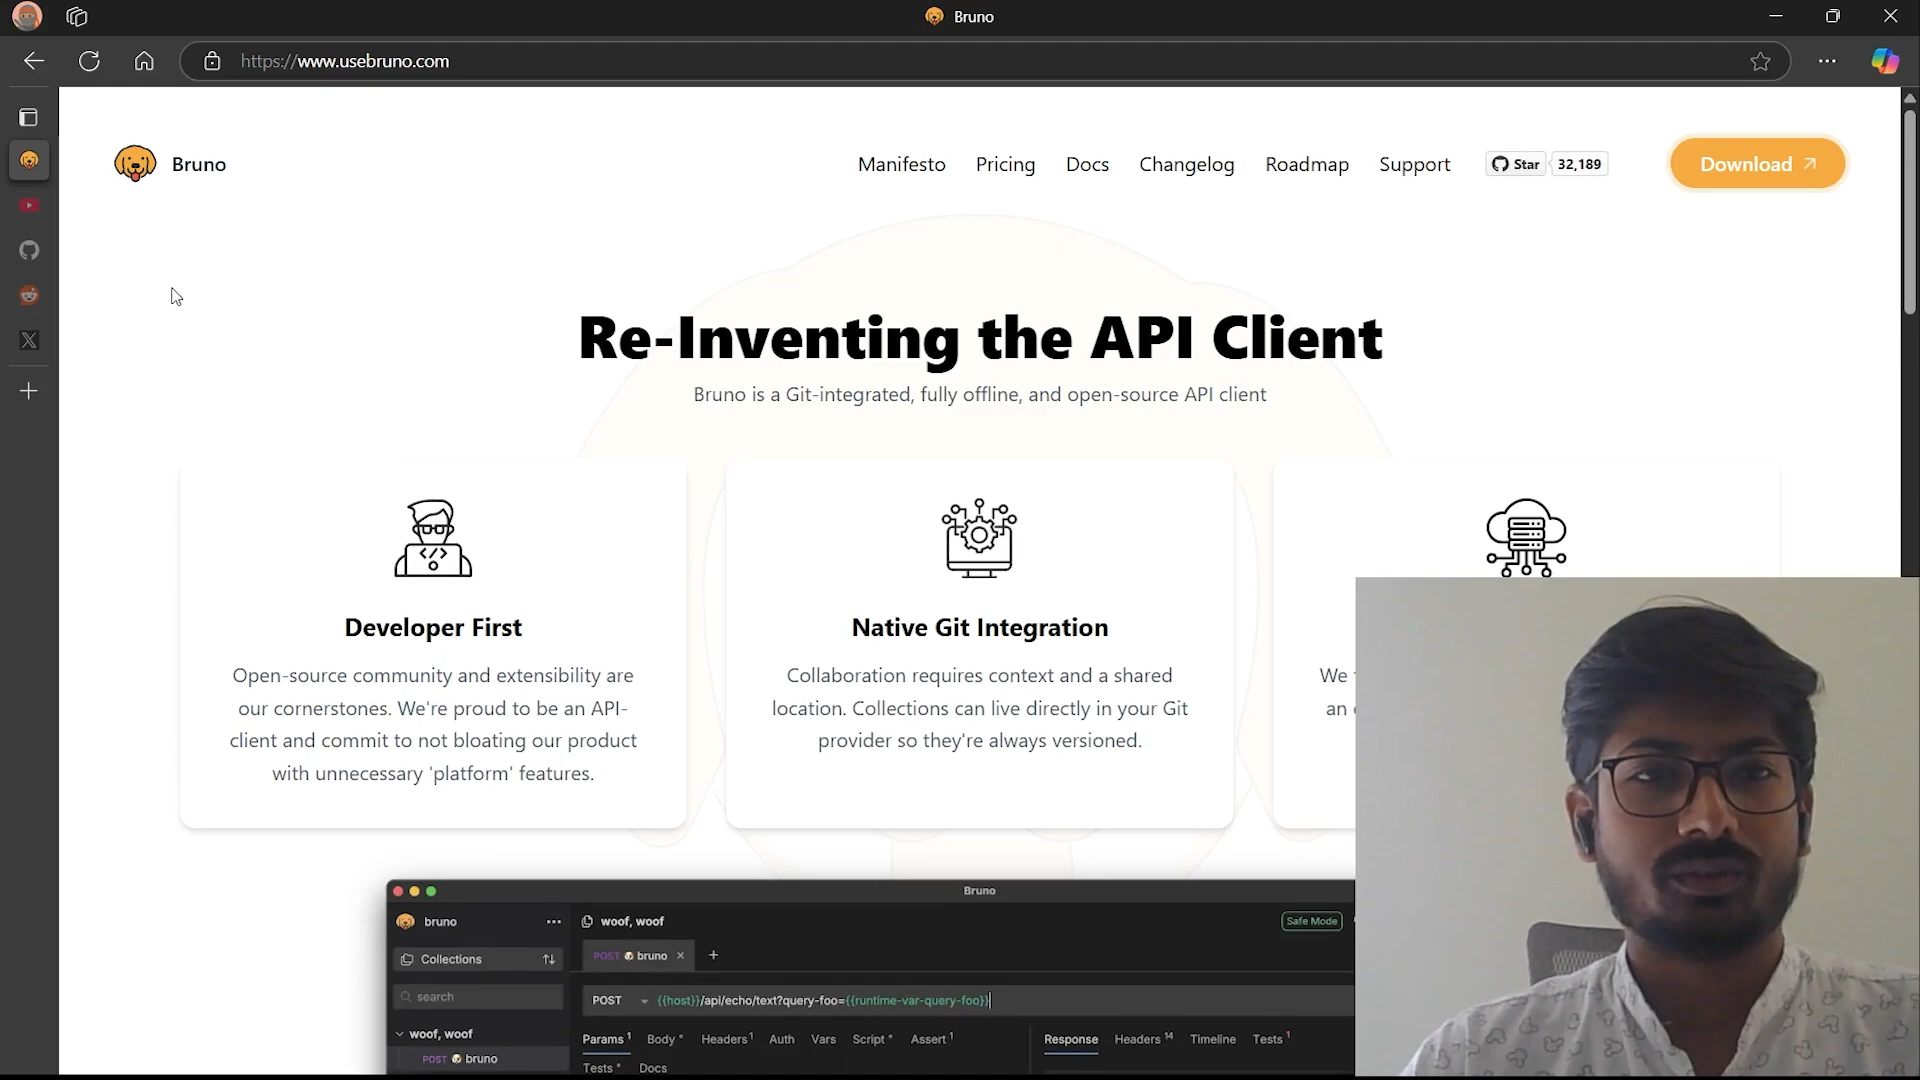 Bruno
https://www.usebruno.com
Bruno
Manifesto Pricing Docs Changelog Roadmap Support Star 32,189 Download
Re-Inventing the API Client
Bruno is a Git-integrated, fully offline, and open-source API client
Developer First
Open-source community and extensibility are
our cornerstones. We're proud to be an API-
client and commit to not bloating our product
with unnecessary 'platform' features.
Native Git Integration
Collaboration requires context and a shared
location. Collections can live directly in your Git
provider so they're always versioned.
We
an
Bruno
bruno
woof, woof
Safe Mode
Collections
POST bruno
search
POST {{host}}/api/echo/text?query-foo={{runtime-var-query-foo}}
woof, woof
POST bruno
Params 1 Body Headers 1 Auth Vars Script Assert 1
Tests Docs
Response Headers 14 Timeline Tests 1